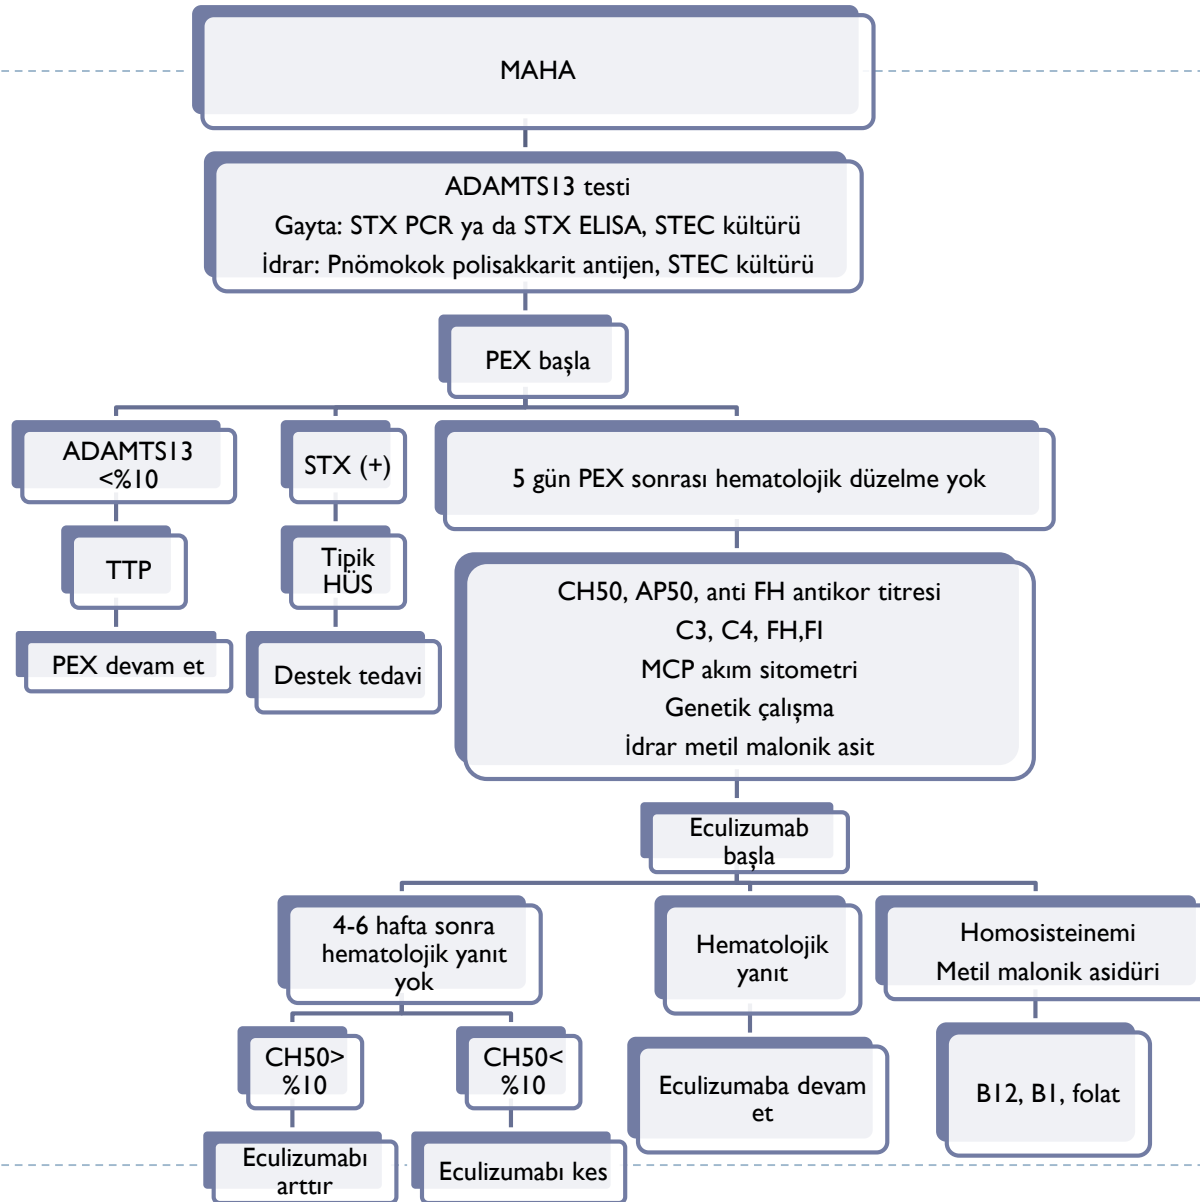 MAHA
ADAMTS13 testi
Gayta: STX PCR ya da STX ELISA, STEC kültürü
İdrar: Pnömokok polisakkarit antijen, STEC kültürü
PEX başla
ADAMTS13
<%10
STX (+)
5 gün PEX sonrası hematolojik düzelme yok
TTP
Tipik
HÜS
PEX devam et
Destek tedavi
CH50, AP50, anti FH antikor titresi
C3, C4, FH,FI
MCP akım sitometri
Genetik çalışma
İdrar metil malonik asit
Eculizumab
başla
4-6 hafta sonra
hematolojik yanıt
yok
Hematolojik
yanıt
Homosisteinemi
Metil malonik asidüri
CH50>
%10
CH50<
%10
Eculizumaba devam
et
B12, B1, folat
Eculizumabı
arttır
Eculizumabı kes